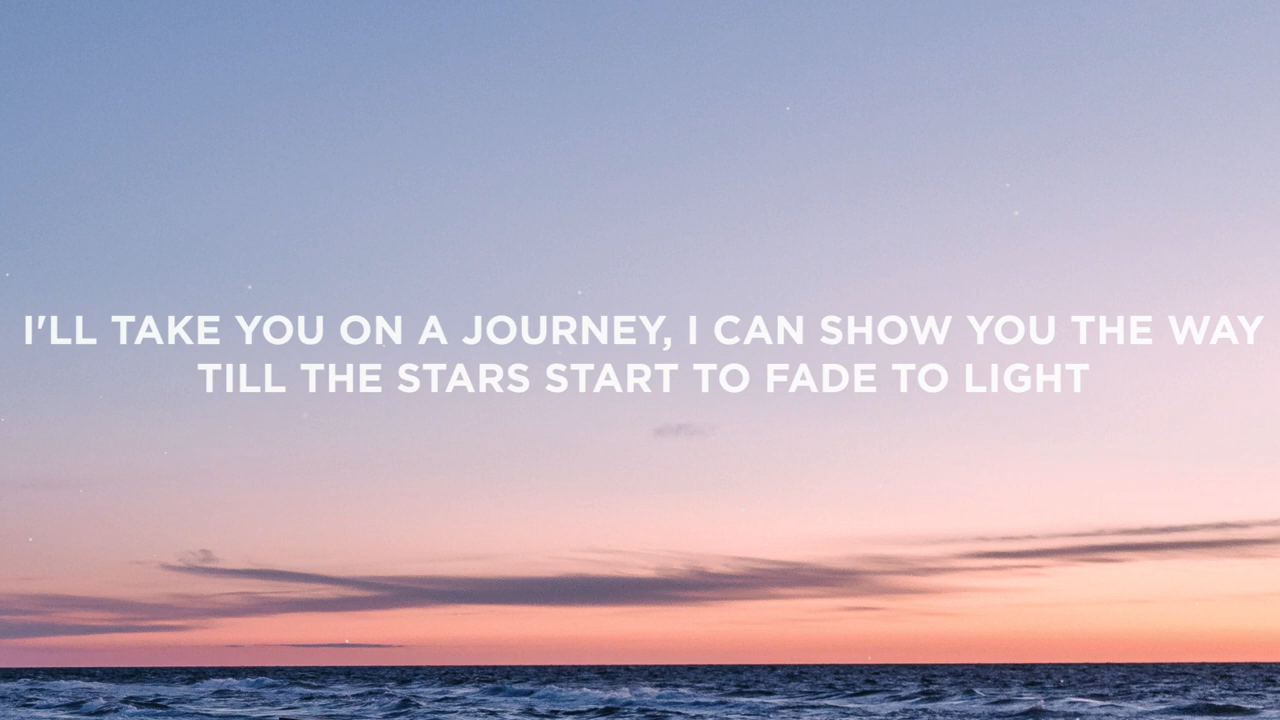 I'LL TAKE YOU ON A JOURNEY, I CAN SHOW YOU THE WAY
TILL THE STARS START TO FADE TO LIGHT